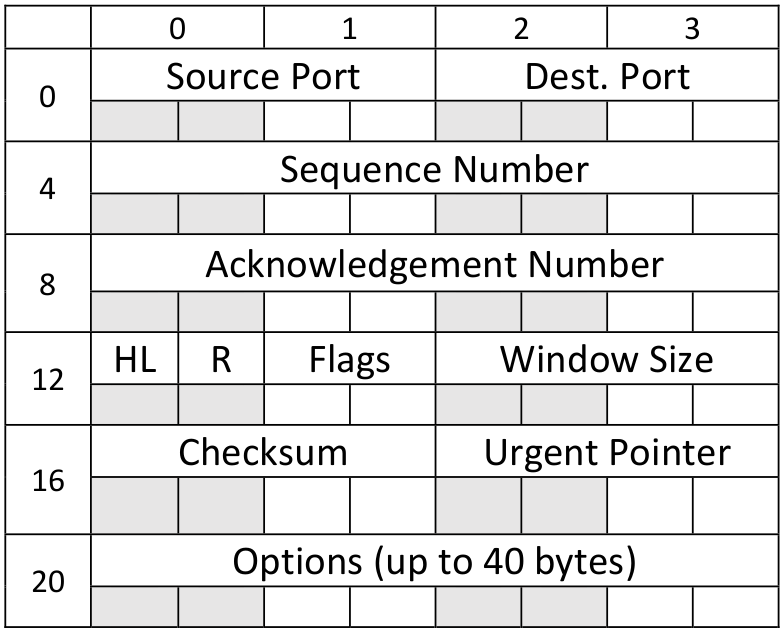 0 1 2 3
0 Source Port Dest. Port
4 Sequence Number
8 Acknowledgement Number
12 HL R Flags Window Size
16 Checksum Urgent Pointer
20 Options (up to 40 bytes)